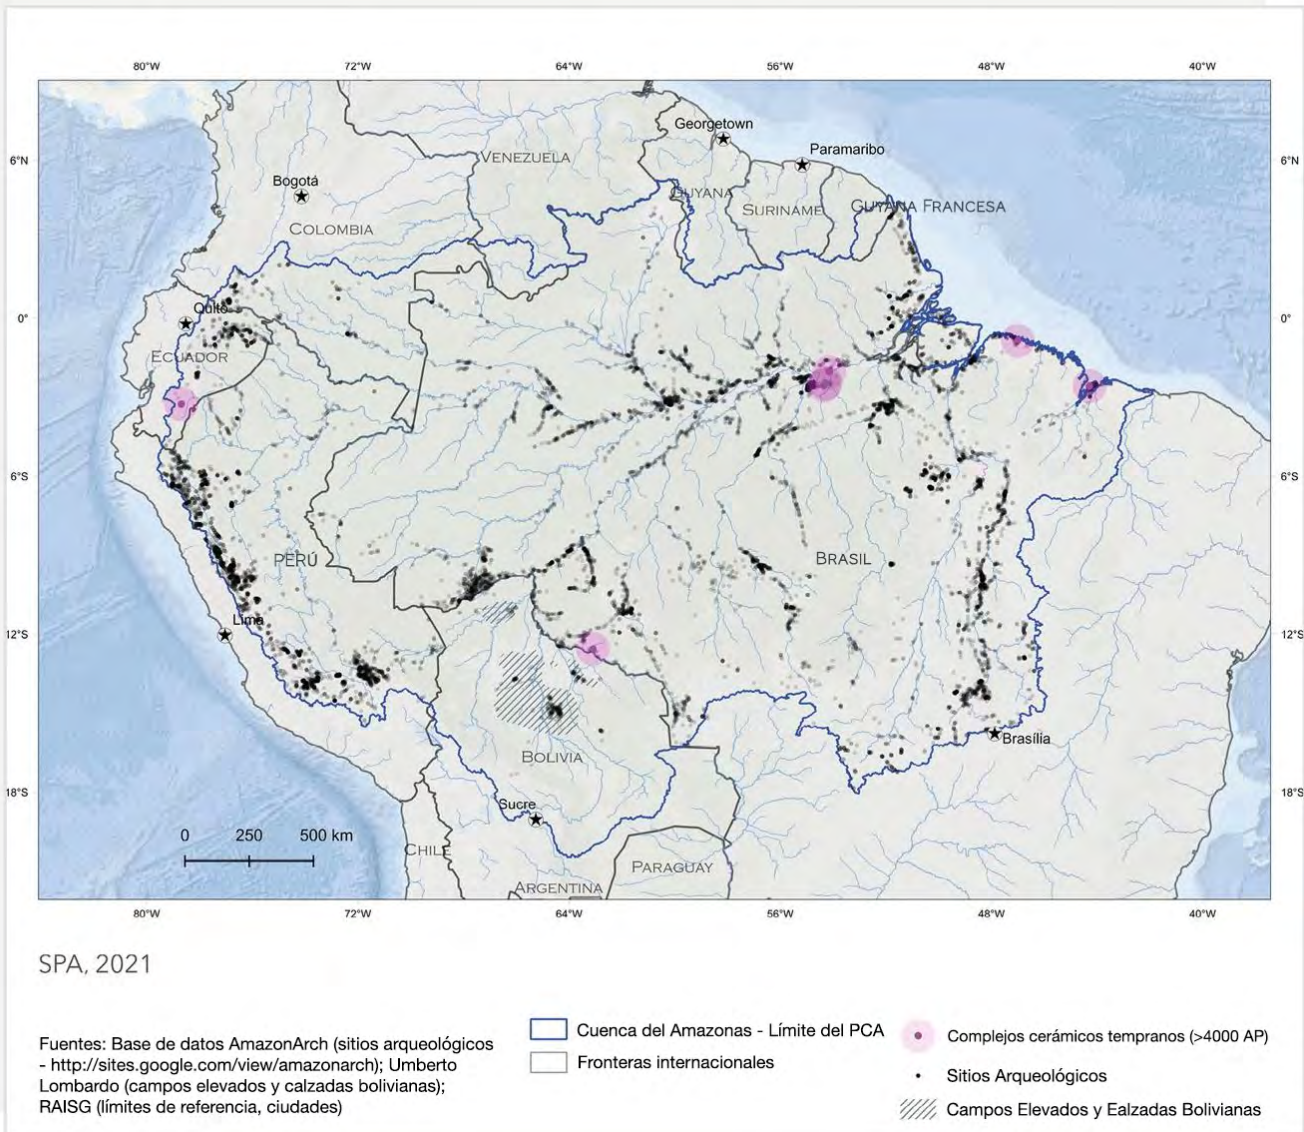 80°W 72°W 64°W 56°W 48°W 40°W
Georgetown
Paramaribo
6°N VENEZUELA 6°N
Bogotá
GUYANA
SURINAME GUYANA FRANCESA
COLOMBIA
Quito
0° 0°
ECUADOR
6°S 6°S
PERÚ BRASIL
Lima
12°S 12°S
Brasília
BOLIVIA
18°S 18°S
Sucre
0 250 500 km
CHILE
PARAGUAY
ARGENTINA
80°W 72°W 64°W 56°W 48°W 40°W
SPA, 2021
Fuentes: Base de datos AmazonArch (sitios arqueológicos
- http://sites.google.com/view/amazonarch); Umberto
Lombardo (campos elevados y calzadas bolivianas);
RAISG (límites de referencia, ciudades)
Cuenca del Amazonas - Límite del PCA
Fronteras internacionales
Complejos cerámicos tempranos (>4000 AP)
Sitios Arqueológicos
Campos Elevados y Ealzadas Bolivianas